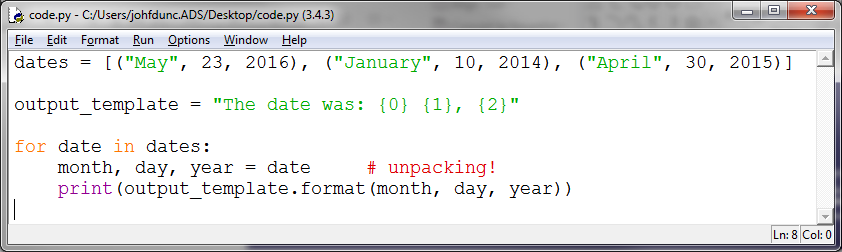 code.py - C:/Users/johfdunc.ADS/Desktop/code.py (3.4.3)
File Edit Format Run Options Window Help
dates = [("May", 23, 2016), ("January", 10, 2014), ("April", 30, 2015)]
output_template = "The date was: {0} {1}, {2}"
for date in dates:
    month, day, year = date     # unpacking!
    print(output_template.format(month, day, year))
Ln: 8 Col: 0